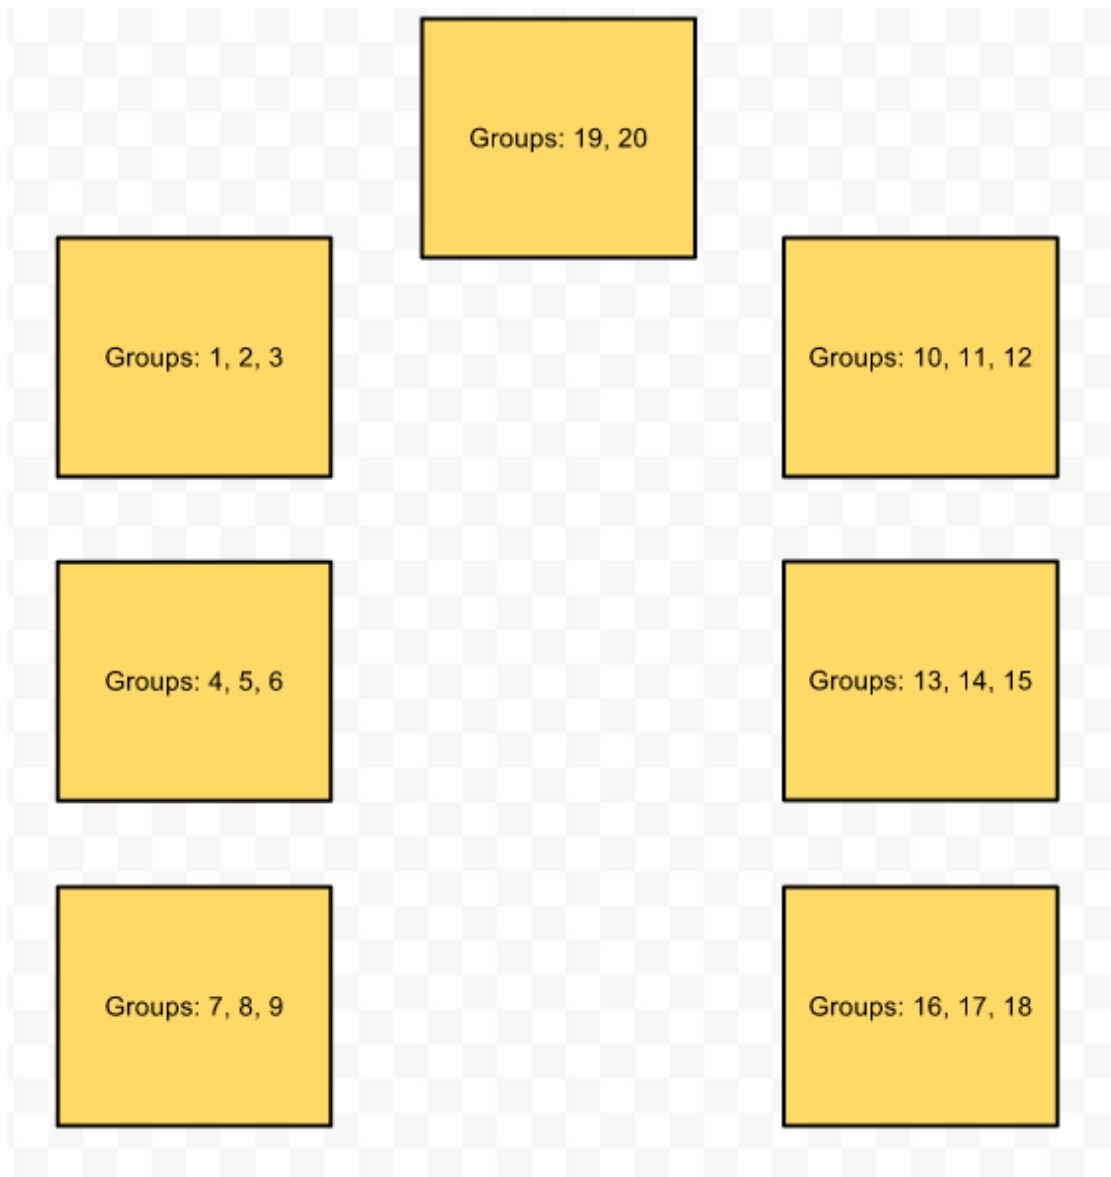 Groups: 19, 20
Groups: 1, 2, 3
Groups: 10, 11, 12
Groups: 4, 5, 6
Groups: 13, 14, 15
Groups: 7, 8, 9
Groups: 16, 17, 18